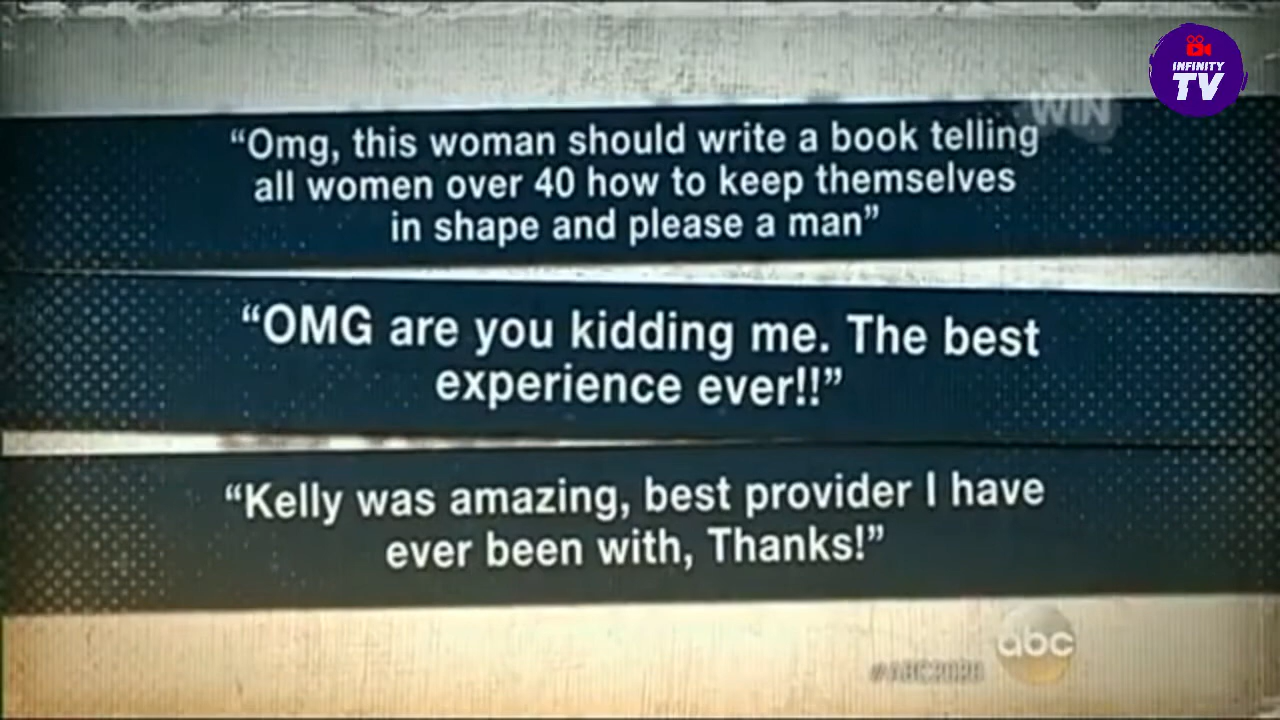 INFINITY
TV
WIN
“Omg, this woman should write a book telling
all women over 40 how to keep themselves
in shape and please a man”
“OMG are you kidding me. The best
experience ever!!”
“Kelly was amazing, best provider I have
ever been with, Thanks!”
abc
#ABC2020